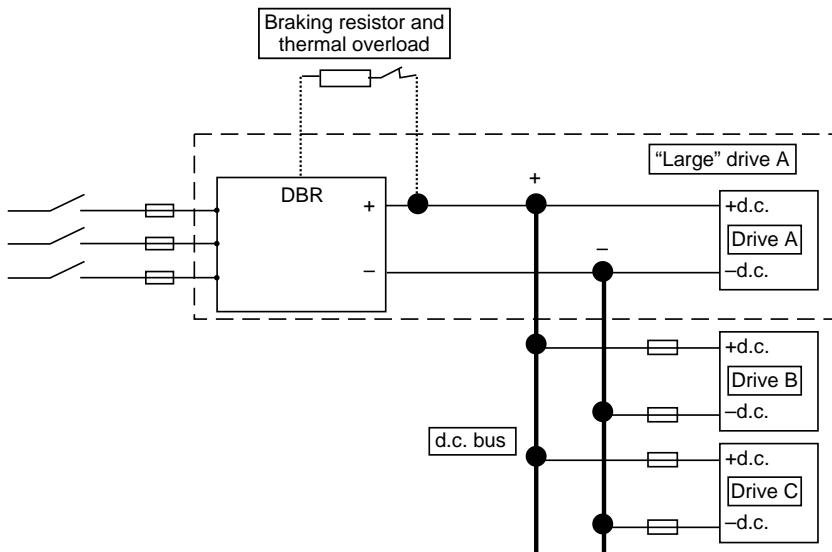 Braking resistor and
thermal overload
“Large” drive A
DBR
+
–
+
–
+d.c.
Drive A
–d.c.
+d.c.
Drive B
–d.c.
d.c. bus
+d.c.
Drive C
–d.c.